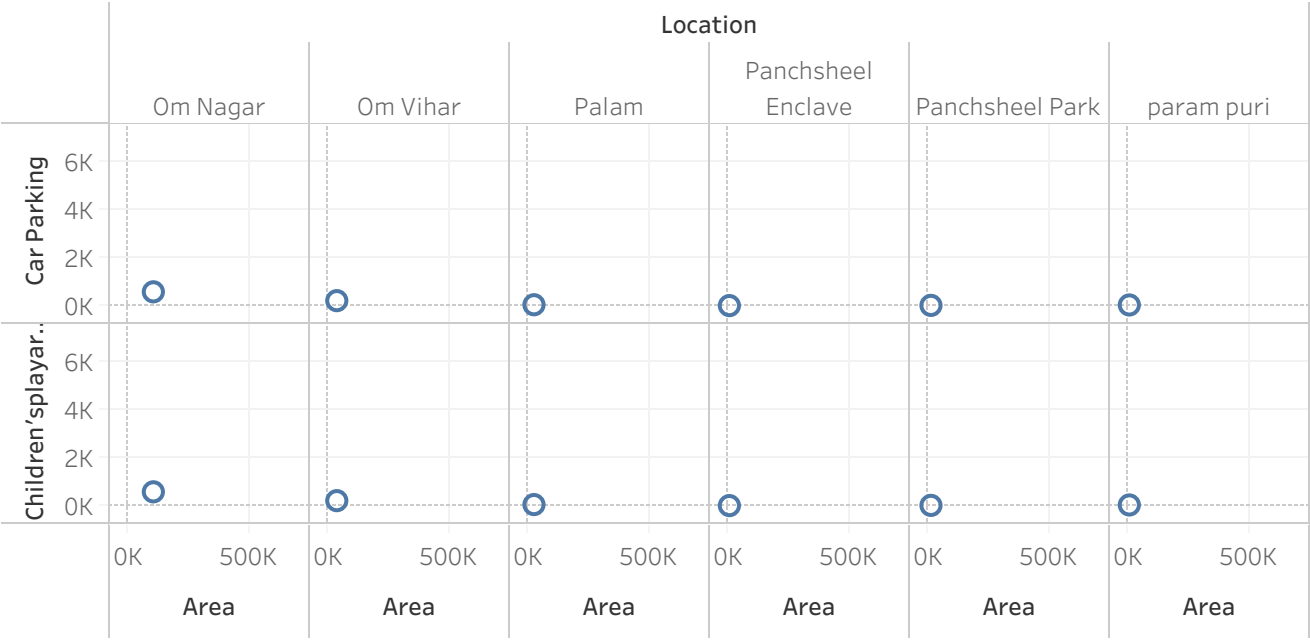 Location
Om Nagar
Om Vihar
Palam
Panchsheel
Enclave
Panchsheel Park
param puri
Car Parking
6K
4K
2K
0K
Children'splayar..
6K
4K
2K
0K
0K 500K
0K 500K
0K 500K
0K 500K
0K 500K
0K 500K
Area
Area
Area
Area
Area
Area